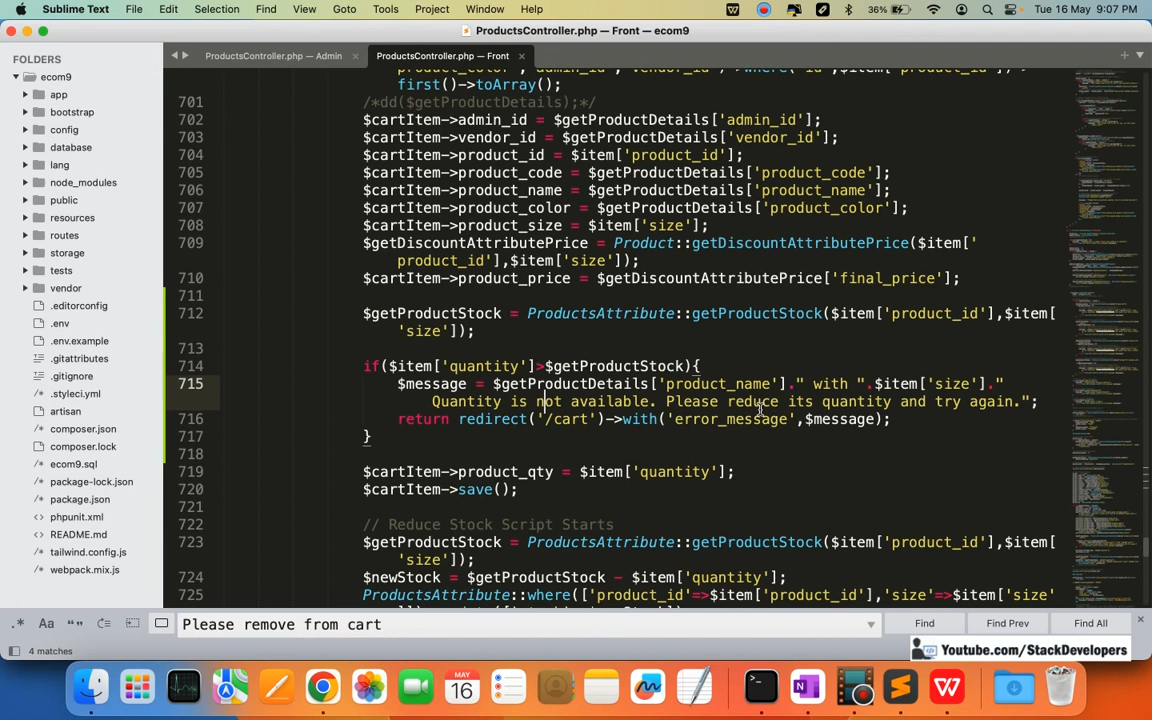 Sublime Text File Edit Selection Find View Goto Tools Project Window Help 36% Tue 16 May 9:07 PM
ProductsController.php — Front — ecom9
FOLDERS
ecom9
app
bootstrap
config
database
lang
node_modules
public
resources
routes
storage
tests
vendor
.editorconfig
.env
.env.example
.gitattributes
.gitignore
.styleci.yml
artisan
composer.json
composer.lock
ecom9.sql
package-lock.json
package.json
phpunit.xml
README.md
tailwind.config.js
webpack.mix.js
ProductsController.php — Admin
ProductsController.php — Front
first()->toArray();
701 /*dd($getProductDetails);*/
702 $cartItem->admin_id = $getProductDetails['admin_id'];
703 $cartItem->vendor_id = $getProductDetails['vendor_id'];
704 $cartItem->product_id = $item['product_id'];
705 $cartItem->product_code = $getProductDetails['product_code'];
706 $cartItem->product_name = $getProductDetails['product_name'];
707 $cartItem->product_color = $getProductDetails['product_color'];
708 $cartItem->product_size = $item['size'];
709 $getDiscountAttributePrice = Product::getDiscountAttributePrice($item['
product_id'],$item['size']);
710 $cartItem->product_price = $getDiscountAttributePrice['final_price'];
711
712 $getProductStock = ProductsAttribute::getProductStock($item['product_id'],$item[
'size']);
713
714 if($item['quantity']>$getProductStock){
715 $message = $getProductDetails['product_name']." with ".$item['size']."
Quantity is not available. Please reduce its quantity and try again.";
716 return redirect('/cart')->with('error_message',$message);
717 }
718
719 $cartItem->product_qty = $item['quantity'];
720 $cartItem->save();
721
722 // Reduce Stock Script Starts
723 $getProductStock = ProductsAttribute::getProductStock($item['product_id'],$item[
'size']);
724 $newStock = $getProductStock - $item['quantity'];
725 ProductsAttribute::where(['product_id'=>$item['product_id'],'size'=>$item['size'
Please remove from cart
Find
Find Prev
Find All
4 matches
Youtube.com/StackDevelopers
MAY
16